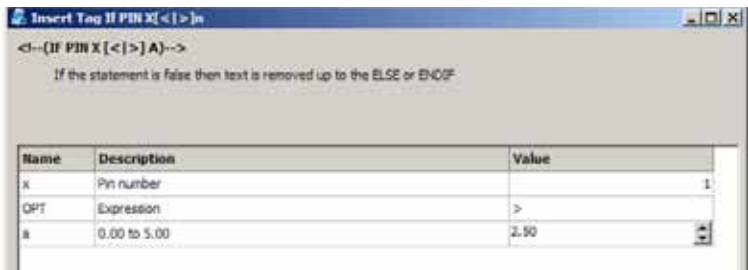 Insert Tag If PIN X[<|>]n
<!--(IF PIN X [<|>] A)-->
If the statement is false then text is removed up to the ELSE or ENDIF
Name Description Value
x Pin number 1
OPT Expression >
a 0.00 to 5.00 2.50